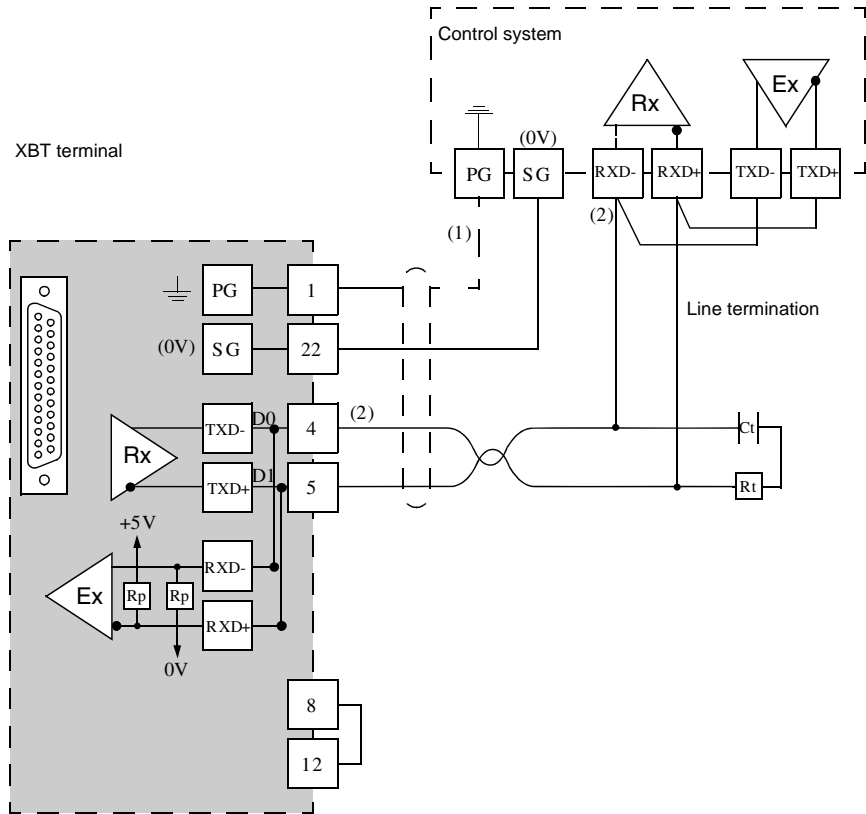 Control system
Rx
Ex
XBT terminal
(0V)
PG
SG
RXD-
RXD+
TXD-
TXD+
(1)
(2)
PG
1
Line termination
(0V)
SG
22
D0
(2)
TXD-
4
Ct
Rx
D1
TXD+
5
Rt
+5V
RXD-
Ex
Rp
Rp
RXD+
0V
8
12